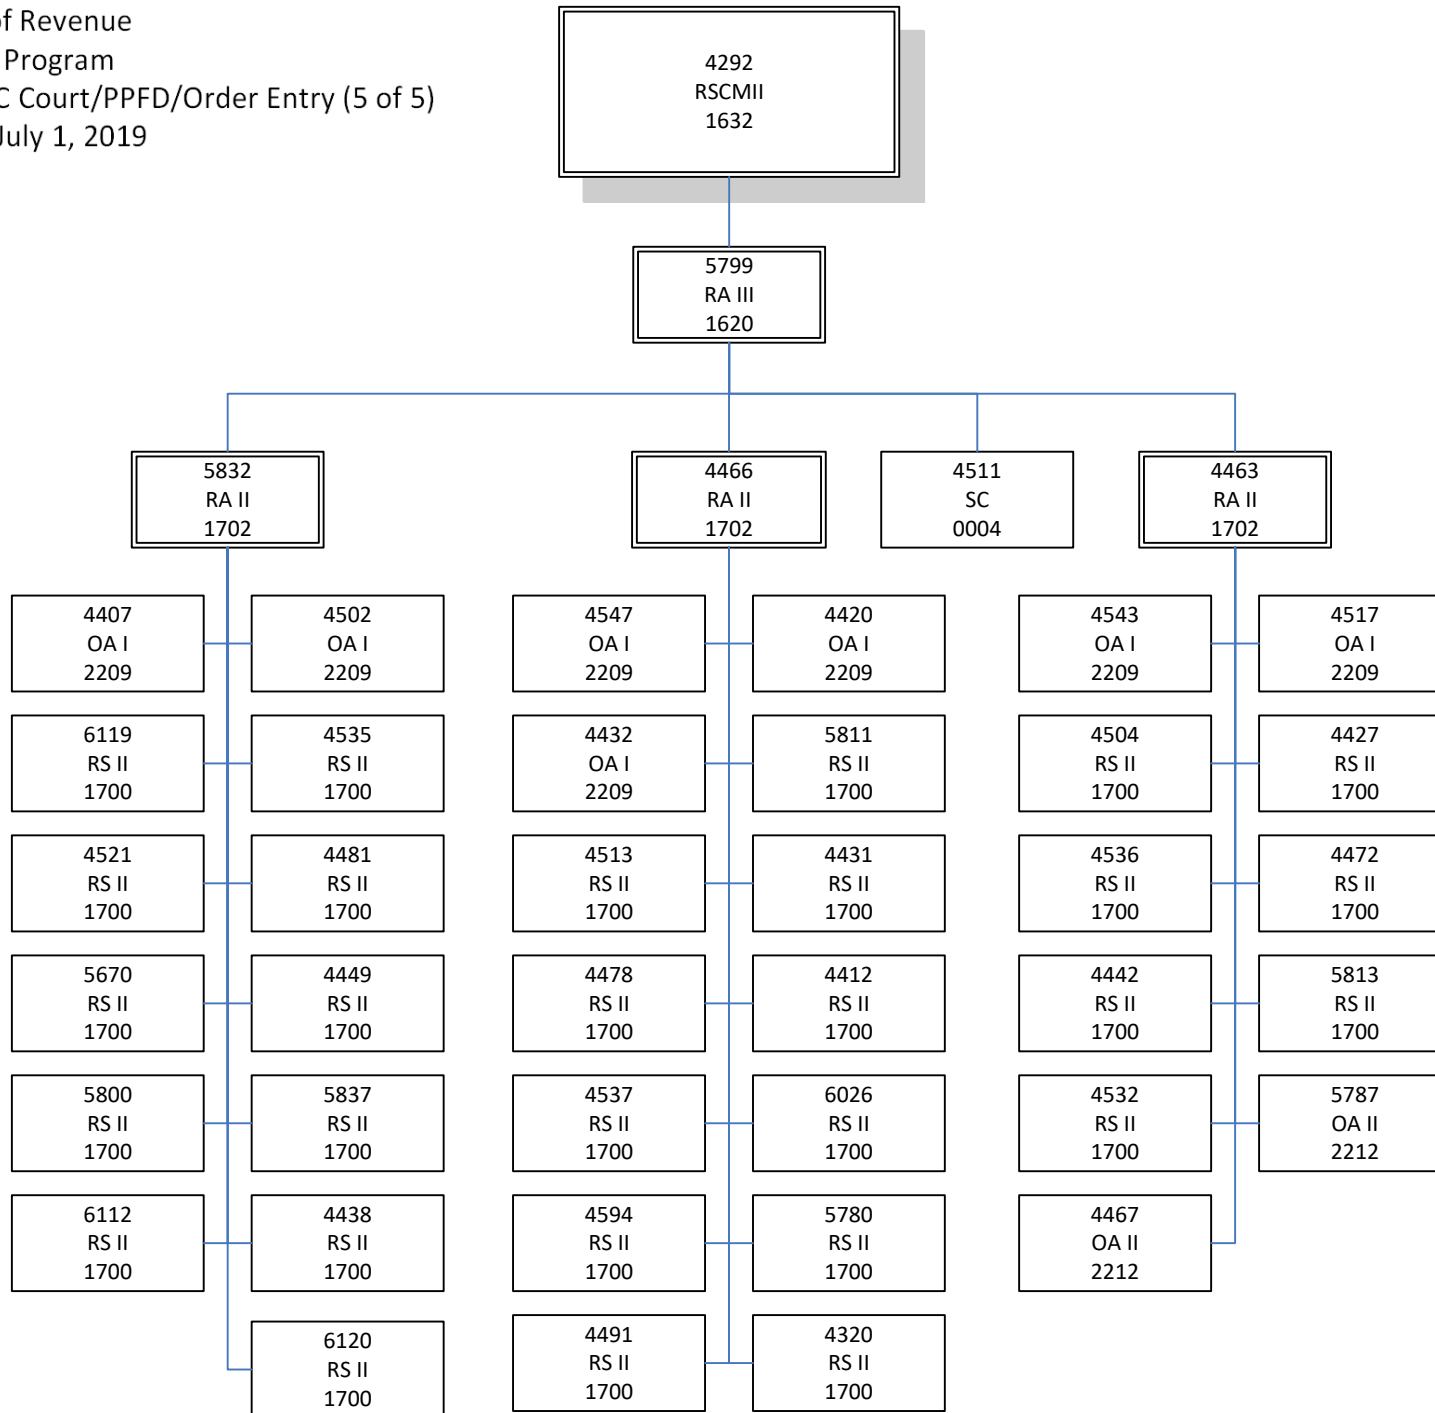 of Revenue
Program
C Court/PPFD/Order Entry (5 of 5)
July 1, 2019
4292
RSCMII
1632
5799
RA III
1620
5832
RA II
1702
4466
RA II
1702
4511
SC
0004
4463
RA II
1702
4407
OA I
2209
4502
OA I
2209
4547
OA I
2209
4420
OA I
2209
4543
OA I
2209
4517
OA I
2209
6119
RS II
1700
4535
RS II
1700
4432
OA I
2209
5811
RS II
1700
4504
RS II
1700
4427
RS II
1700
4521
RS II
1700
4481
RS II
1700
4513
RS II
1700
4431
RS II
1700
4536
RS II
1700
4472
RS II
1700
5670
RS II
1700
4449
RS II
1700
4478
RS II
1700
4412
RS II
1700
4442
RS II
1700
5813
RS II
1700
5800
RS II
1700
5837
RS II
1700
4537
RS II
1700
6026
RS II
1700
4532
RS II
1700
5787
OA II
2212
6112
RS II
1700
4438
RS II
1700
4594
RS II
1700
5780
RS II
1700
4467
OA II
2212
6120
RS II
1700
4491
RS II
1700
4320
RS II
1700